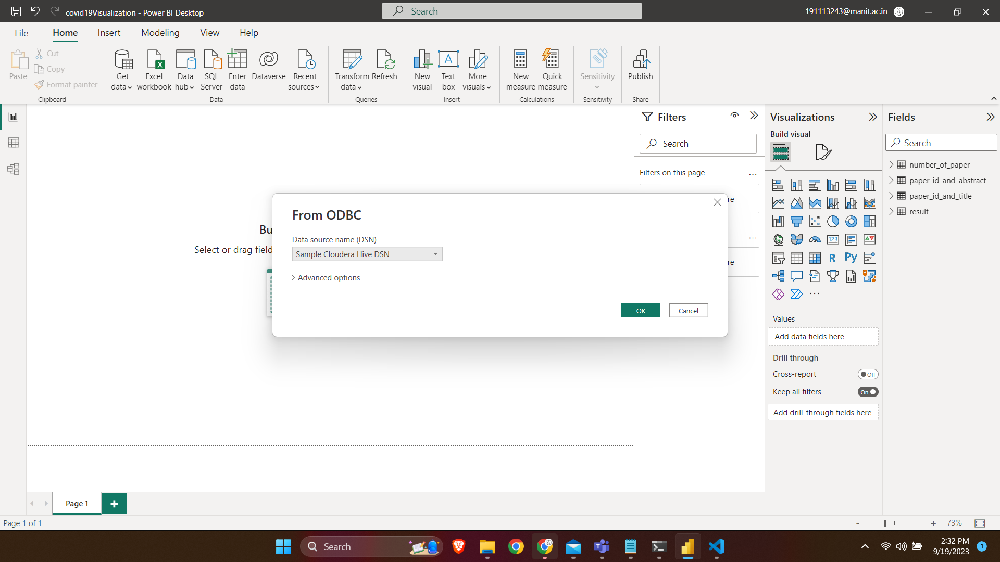 covid19Visualization - Power BI Desktop
Search
191113243@manit.ac.in
File
Home
Insert
Modeling
View
Help
Paste
Cut
Copy
Format painter
Clipboard
Get data
Excel workbook
Data hub
SQL Server
Enter data
Dataverse
Recent sources
Data
Transform data
Refresh
Queries
New visual
Text box
More visuals
Insert
New measure
Quick measure
Calculations
Sensitivity
Sensitivity
Publish
Share
Bu
Select or drag field
Filters
Search
Filters on this page
...
re
...
re
From ODBC
Data source name (DSN)
Sample Cloudera Hive DSN
Advanced options
OK
Cancel
Visualizations
Build visual
123
R
Py
...
Values
Add data fields here
Drill through
Cross-report
Off
Keep all filters
On
Add drill-through fields here
Fields
Search
number_of_paper
paper_id_and_abstract
paper_id_and_title
result
Page 1
Page 1 of 1
73%
Search
2:32 PM
9/19/2023
1